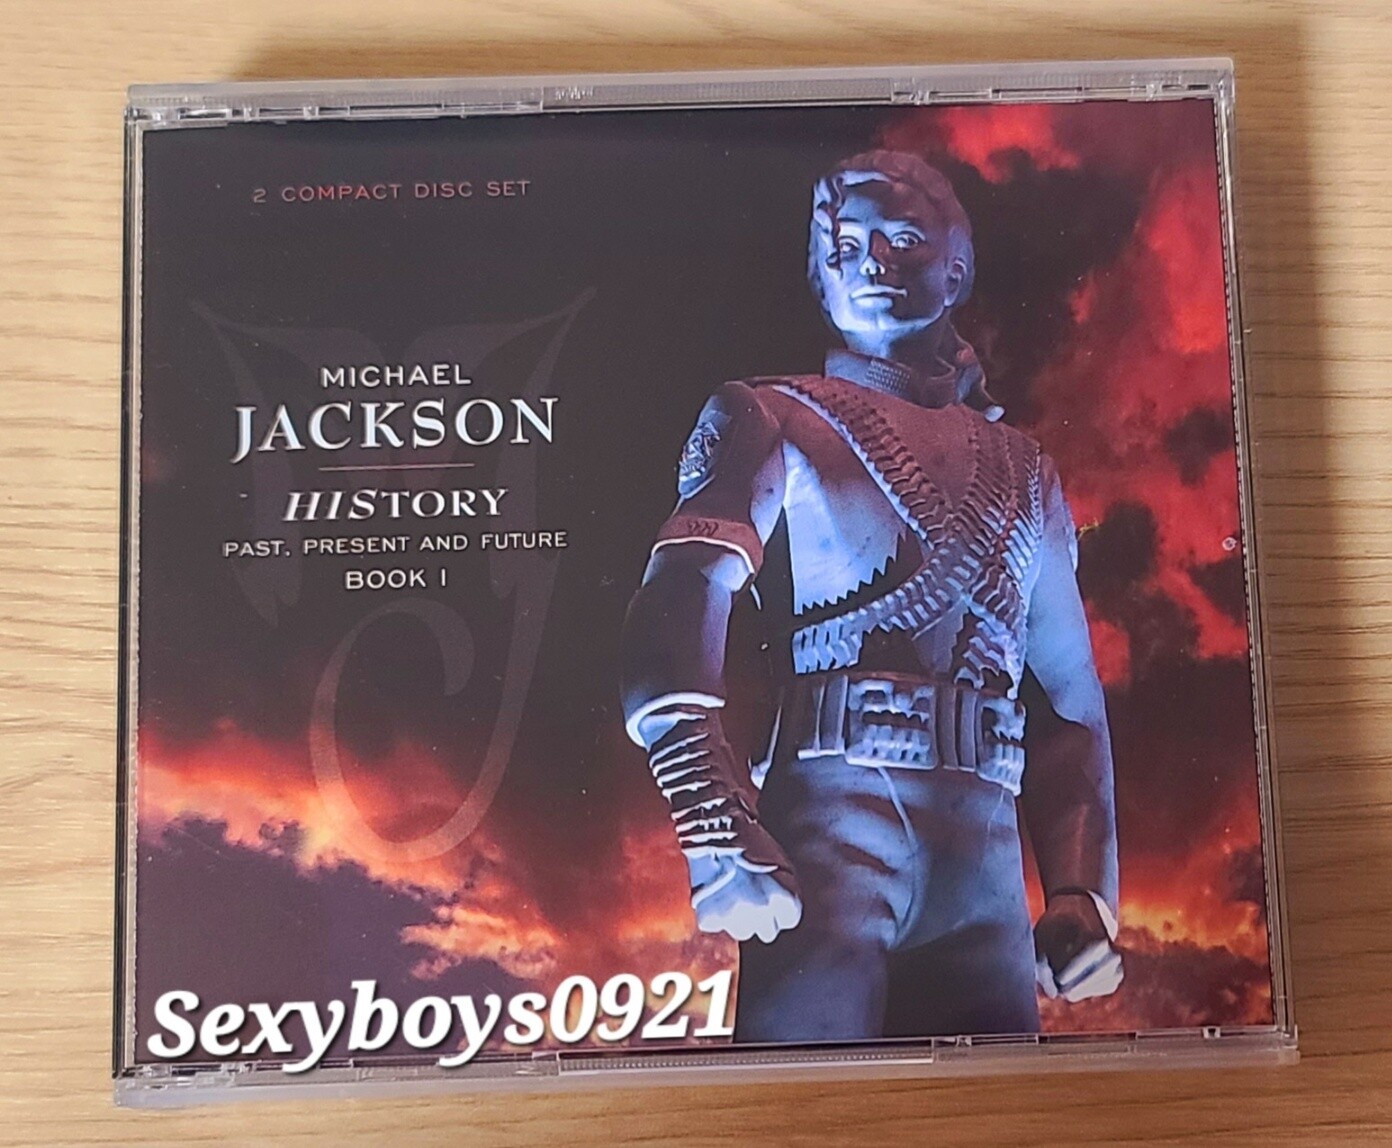 2 COMPACT DISC SET
MICHAEL
JACKSON
HISTORY
PAST, PRESENT AND FUTURE
BOOK I
Sexyboys0921